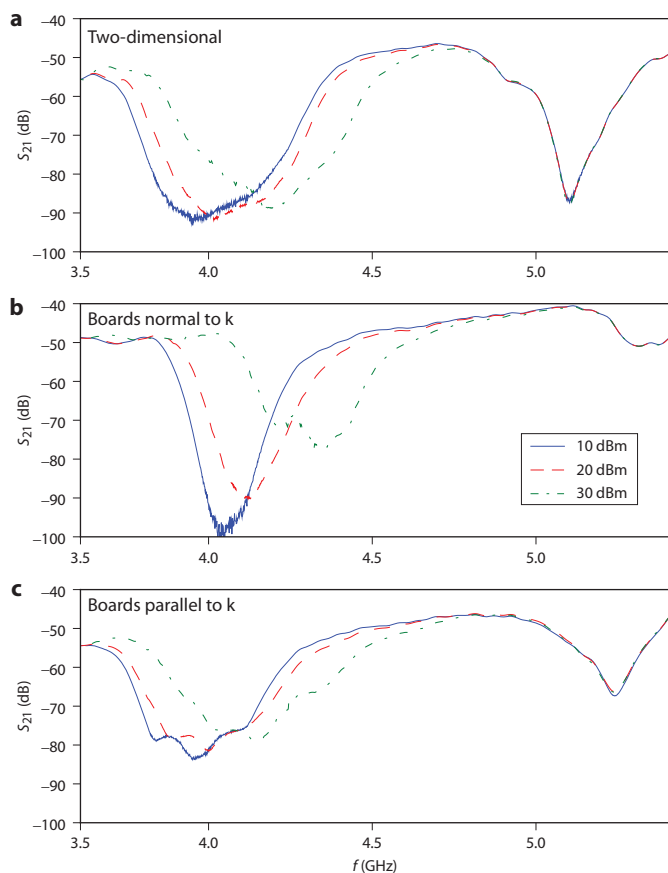 a
Two-dimensional
−40
−50
−60
−70
−80
−90
−100
S21 (dB)
3.5 4.0 4.5 5.0
b
Boards normal to k
−40
−50
−60
−70
−80
−90
−100
S21 (dB)
10 dBm
20 dBm
30 dBm
3.5 4.0 4.5 5.0
c
Boards parallel to k
−40
−50
−60
−70
−80
−90
−100
S21 (dB)
3.5 4.0 4.5 5.0
f (GHz)